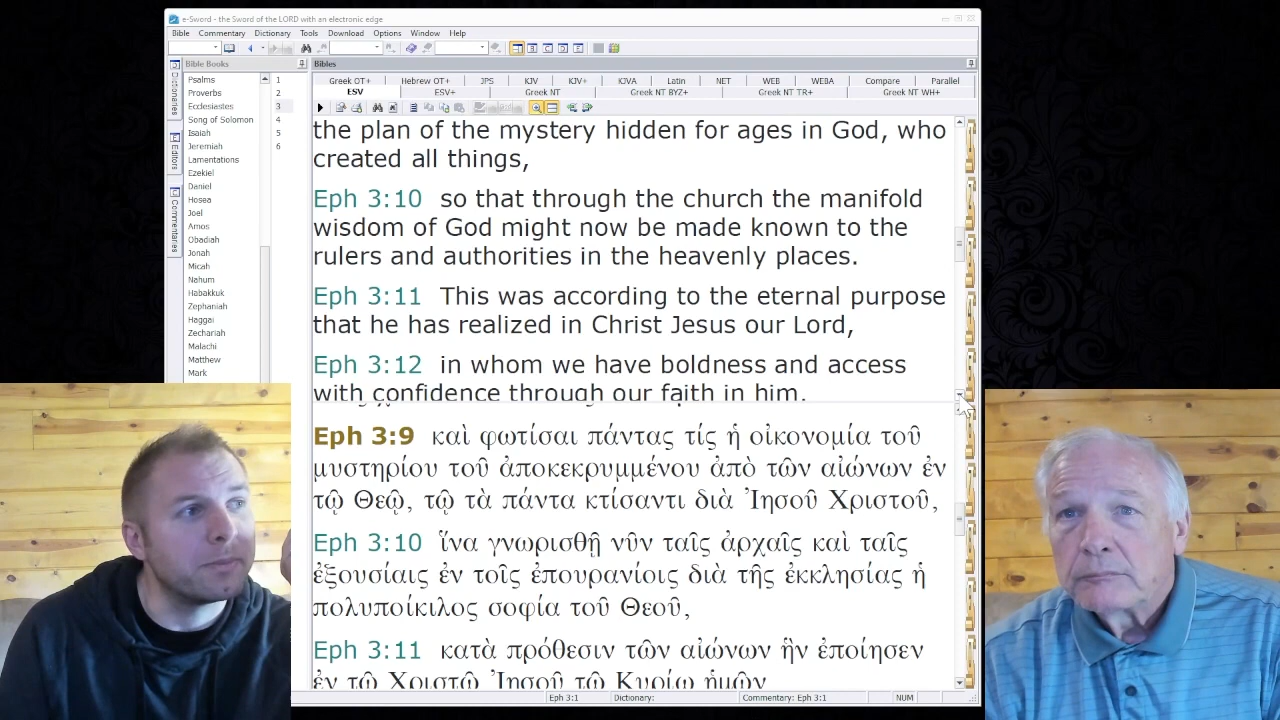 e-Sword - the Sword of the LORD with an electronic edge
Bible Commentary Dictionary Tools Download Options Window Help
Bible Books
Bibles
Dictionaries
Editors
Commentaries
Psalms 1
Proverbs 2
Ecclesiastes 3
Song of Solomon 4
Isaiah 5
Jeremiah 6
Lamentations
Ezekiel
Daniel
Hosea
Joel
Amos
Obadiah
Jonah
Micah
Nahum
Habakkuk
Zephaniah
Haggai
Zechariah
Malachi
Matthew
Mark
Greek OT+ Hebrew OT+ JPS KJV KJV+ KJVA Latin NET WEB WEBA Compare Parallel
ESV ESV+ Greek NT Greek NT BYZ+ Greek NT TR+ Greek NT WH+
the plan of the mystery hidden for ages in God, who
created all things,
Eph 3:10 so that through the church the manifold
wisdom of God might now be made known to the
rulers and authorities in the heavenly places.
Eph 3:11 This was according to the eternal purpose
that he has realized in Christ Jesus our Lord,
Eph 3:12 in whom we have boldness and access
with confidence through our faith in him.
Eph 3:9 καὶ φωτίσαι πάντας τίς ἡ οἰκονομία τοῦ
μυστηρίου τοῦ ἀποκεκρυμμένου ἀπὸ τῶν αἰώνων ἐν
τῷ Θεῷ, τῷ τὰ πάντα κτίσαντι διὰ Ἰησοῦ Χριστοῦ,
Eph 3:10 ἵνα γνωρισθῇ νῦν ταῖς ἀρχαῖς καὶ ταῖς
ἐξουσίαις ἐν τοῖς ἐπουρανίοις διὰ τῆς ἐκκλησίας ἡ
πολυποίκιλος σοφία τοῦ Θεοῦ,
Eph 3:11 κατὰ πρόθεσιν τῶν αἰώνων ἣν ἐποίησεν
ἐν τῷ Χριστῷ Ἰησοῦ τῷ Κυρίῳ ἡμῶν
Eph 3:1 Dictionary: Commentary: Eph 3:1 NUM